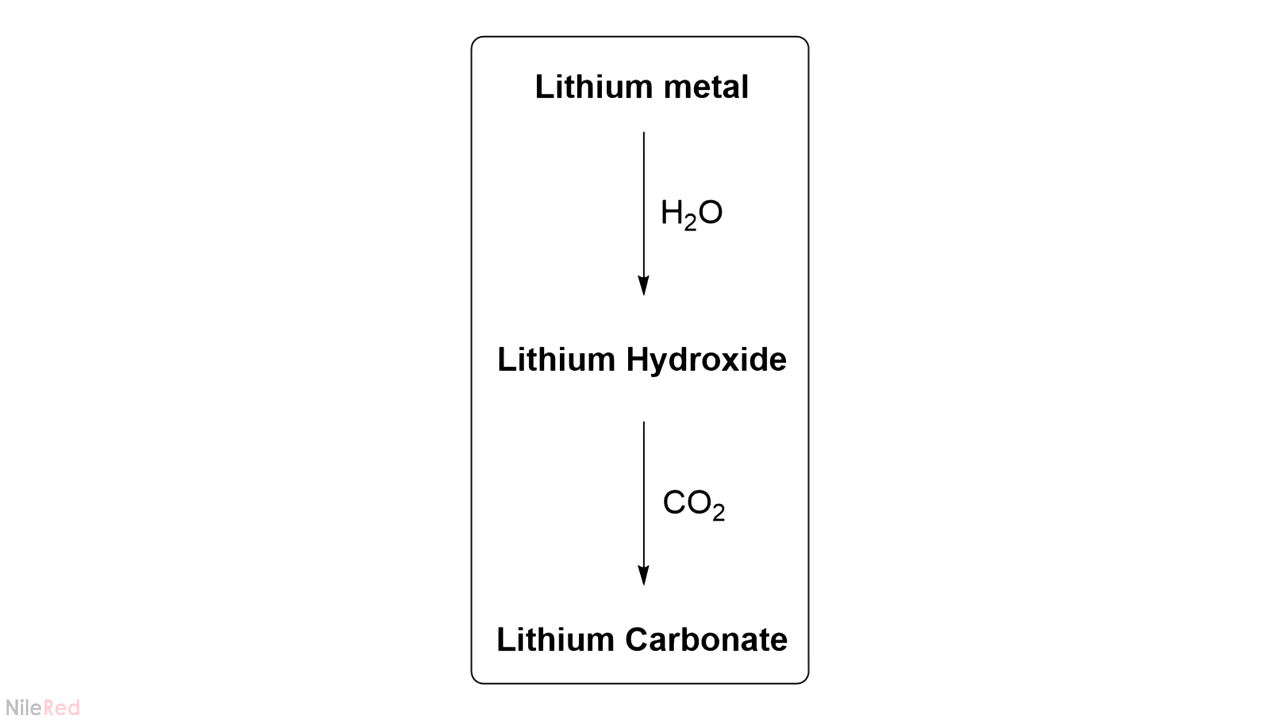 Lithium metal
H₂O
Lithium Hydroxide
CO₂
Lithium Carbonate
NileRed